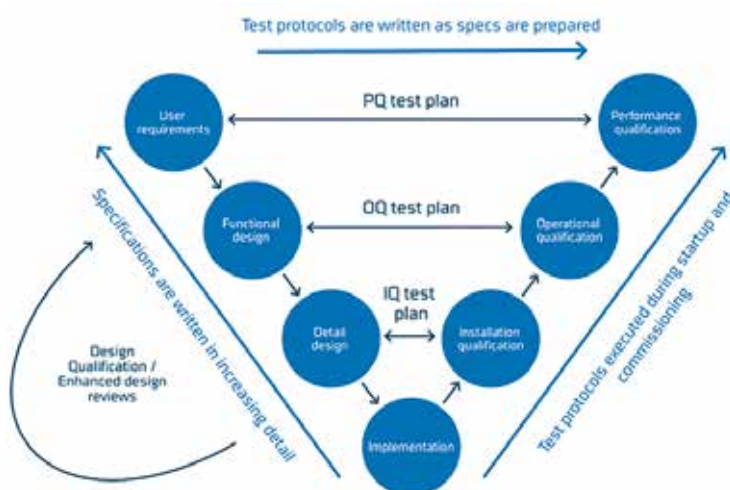 Test protocols are written as specs are prepared
User
requirements
PQ test plan
Performance
qualification
Functional
design
OQ test plan
Operational
qualification
IQ test
plan
Detail
design
Installation
qualification
Implementation
Specifications are written in increasing detail
Test protocols executed during startup and
commissioning
Design
Qualification /
Enhanced design
reviews